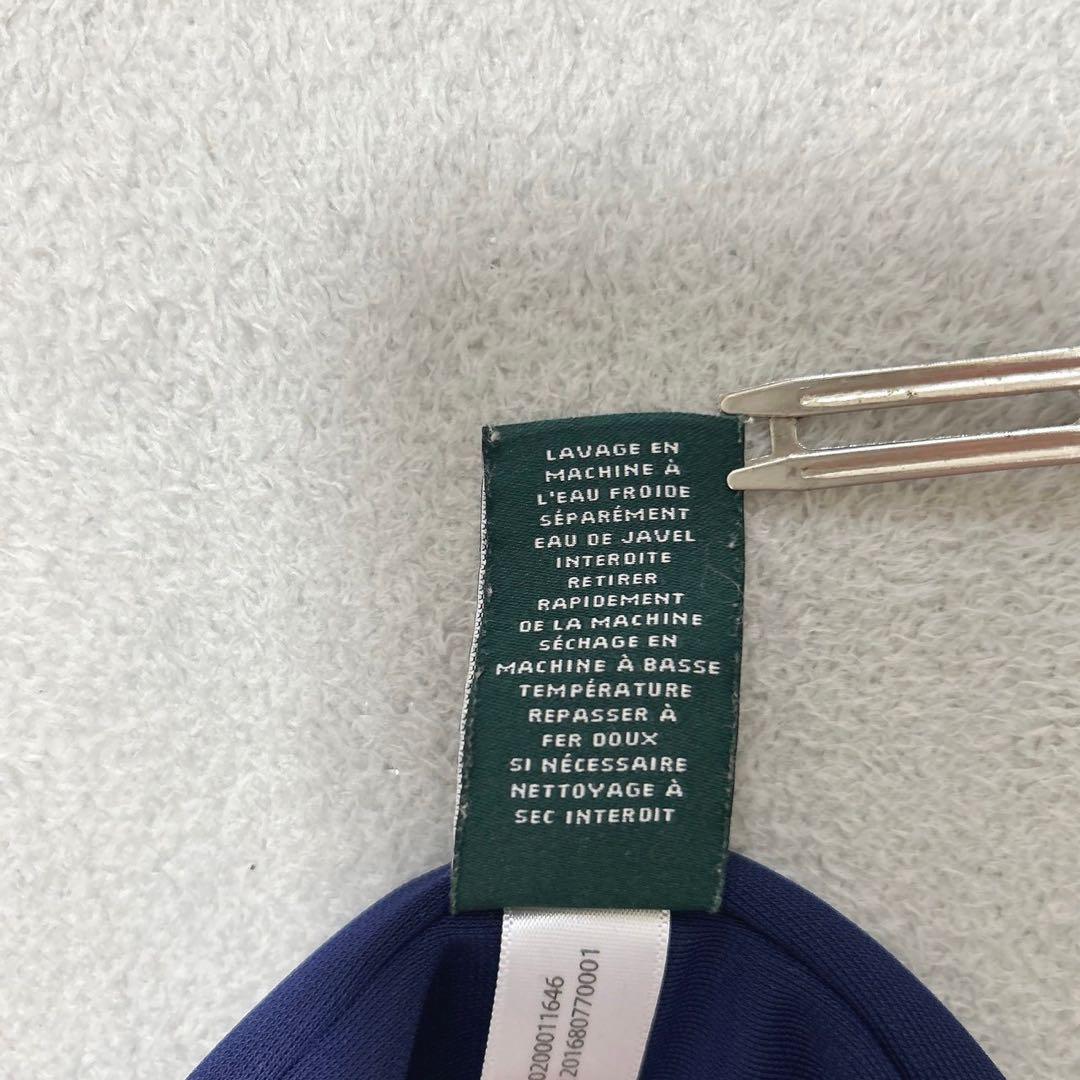 LAVAGE EN
MACHINE À
L'EAU FROIDE
SÉPARÉMENT
EAU DE JAVEL
INTERDITE
RETIRER
RAPIDEMENT
DE LA MACHINE
SÉCHAGE EN
MACHINE À BASSE
TEMPÉRATURE
REPASSER À
FER DOUX
SI NÉCESSAIRE
NETTOYAGE À
SEC INTERDIT
0200011646
201680770001